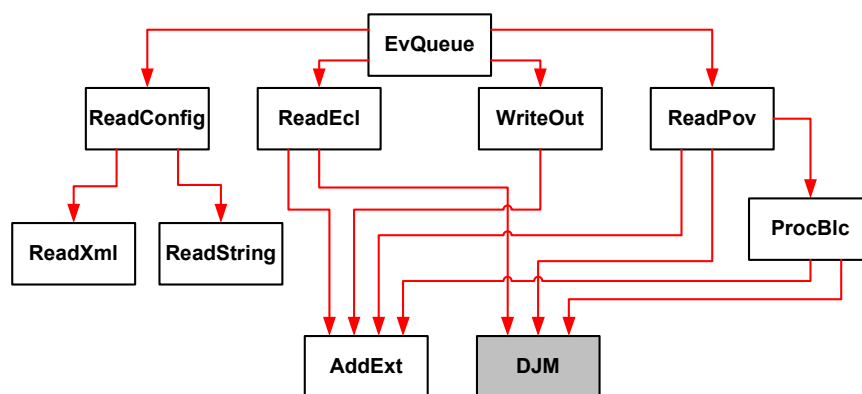 EvQueue
ReadConfig
ReadEcl
WriteOut
ReadPov
ReadXml
ReadString
ProcBlc
AddExt
DJM